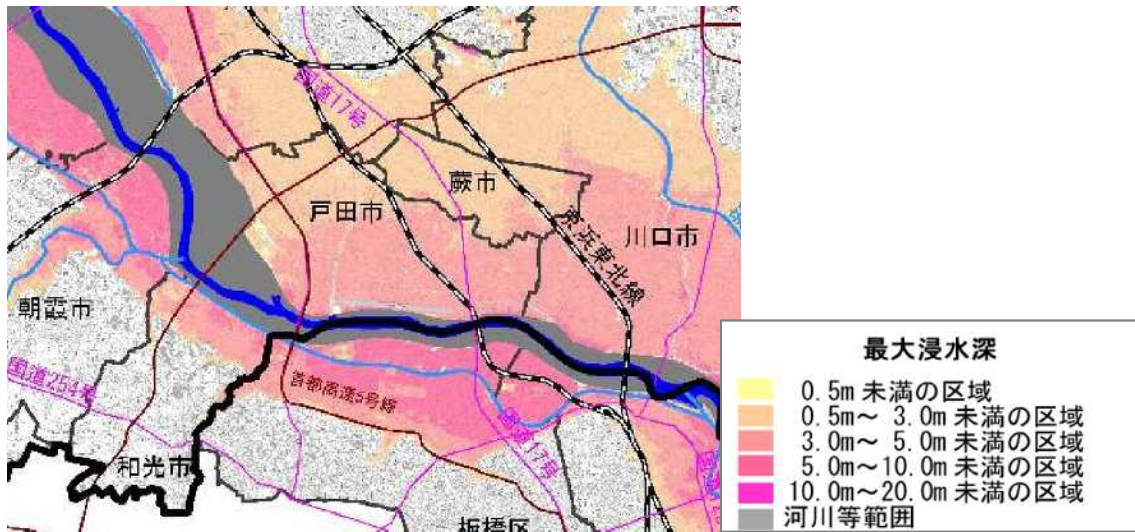 国道17号
蕨市
戸田市
川口市
京浜東北線
朝霞市
国道254号
首都高速5号線
国道17号
和光市
板橋区
最大浸水深
0.5m 未満の区域
0.5m～ 3.0m 未満の区域
3.0m～ 5.0m 未満の区域
5.0m～10.0m 未満の区域
10.0m～20.0m 未満の区域
河川等範囲